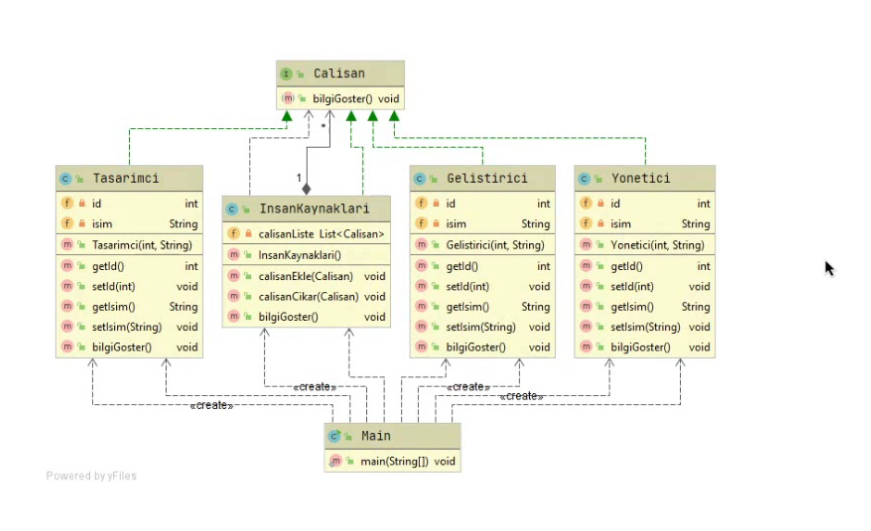 Calisan
bilgiGoster() void
*
1
Tasarimci
id int
isim String
Tasarimci(int, String)
getId() int
setId(int) void
getIsim() String
setIsim(String) void
bilgiGoster() void
InsanKaynaklari
calisanListe List<Calisan>
InsanKaynaklari()
calisanEkle(Calisan) void
calisanCikar(Calisan) void
bilgiGoster() void
Gelistirici
id int
isim String
Gelistirici(int, String)
getId() int
setId(int) void
getIsim() String
setIsim(String) void
bilgiGoster() void
Yonetici
id int
isim String
Yonetici(int, String)
getId() int
setId(int) void
getIsim() String
setIsim(String) void
bilgiGoster() void
«create»
«create»
«create»
«create»
Main
main(String[]) void
Powered by yFiles